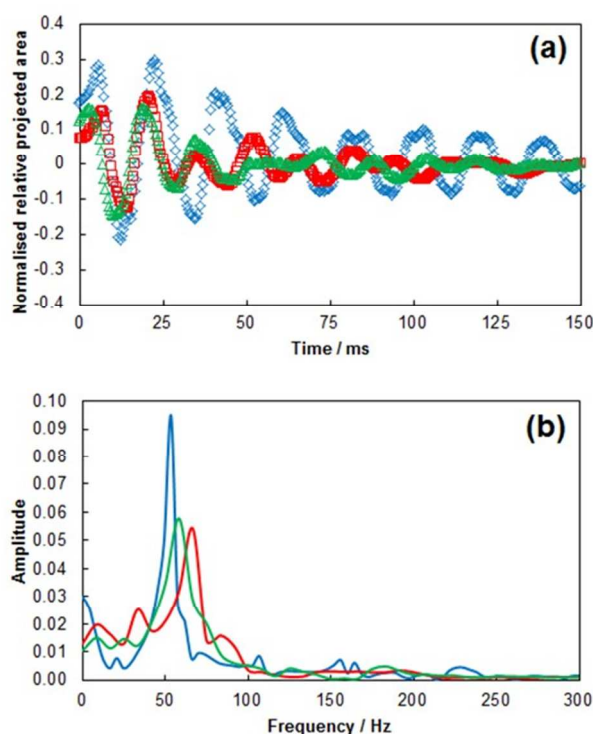 (a)
Normalised relative projected area
0.4
0.3
0.2
0.1
0
-0.1
-0.2
-0.3
-0.4
0 25 50 75 100 125 150
Time / ms
(b)
Amplitude
0.10
0.09
0.08
0.07
0.06
0.05
0.04
0.03
0.02
0.01
0.00
0 50 100 150 200 250 300
Frequency / Hz